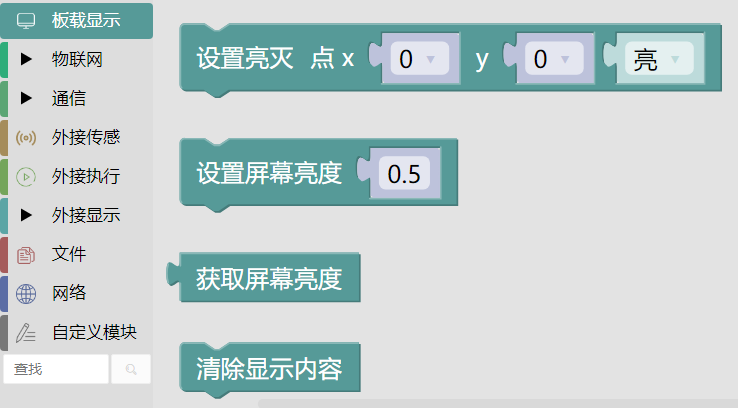 板载显示
物联网
通信
外接传感
外接执行
外接显示
文件
网络
自定义模块
查找
设置亮灭 点 x 0 y 0 亮
设置屏幕亮度 0.5
获取屏幕亮度
清除显示内容